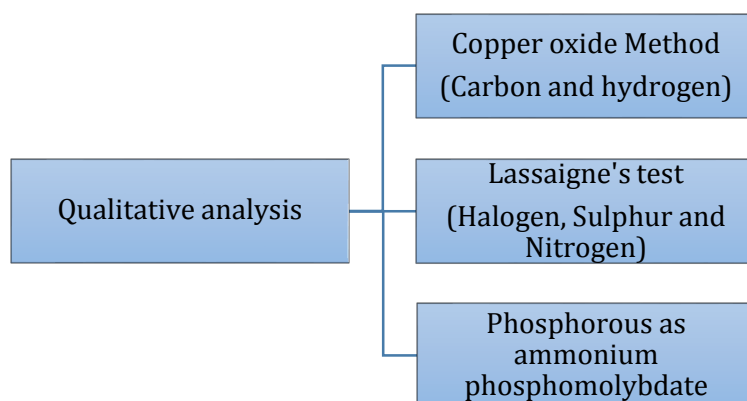 Qualitative analysis
Copper oxide Method
(Carbon and hydrogen)
Lassaigne's test
(Halogen, Sulphur and
Nitrogen)
Phosphorous as
ammonium
phosphomolybdate